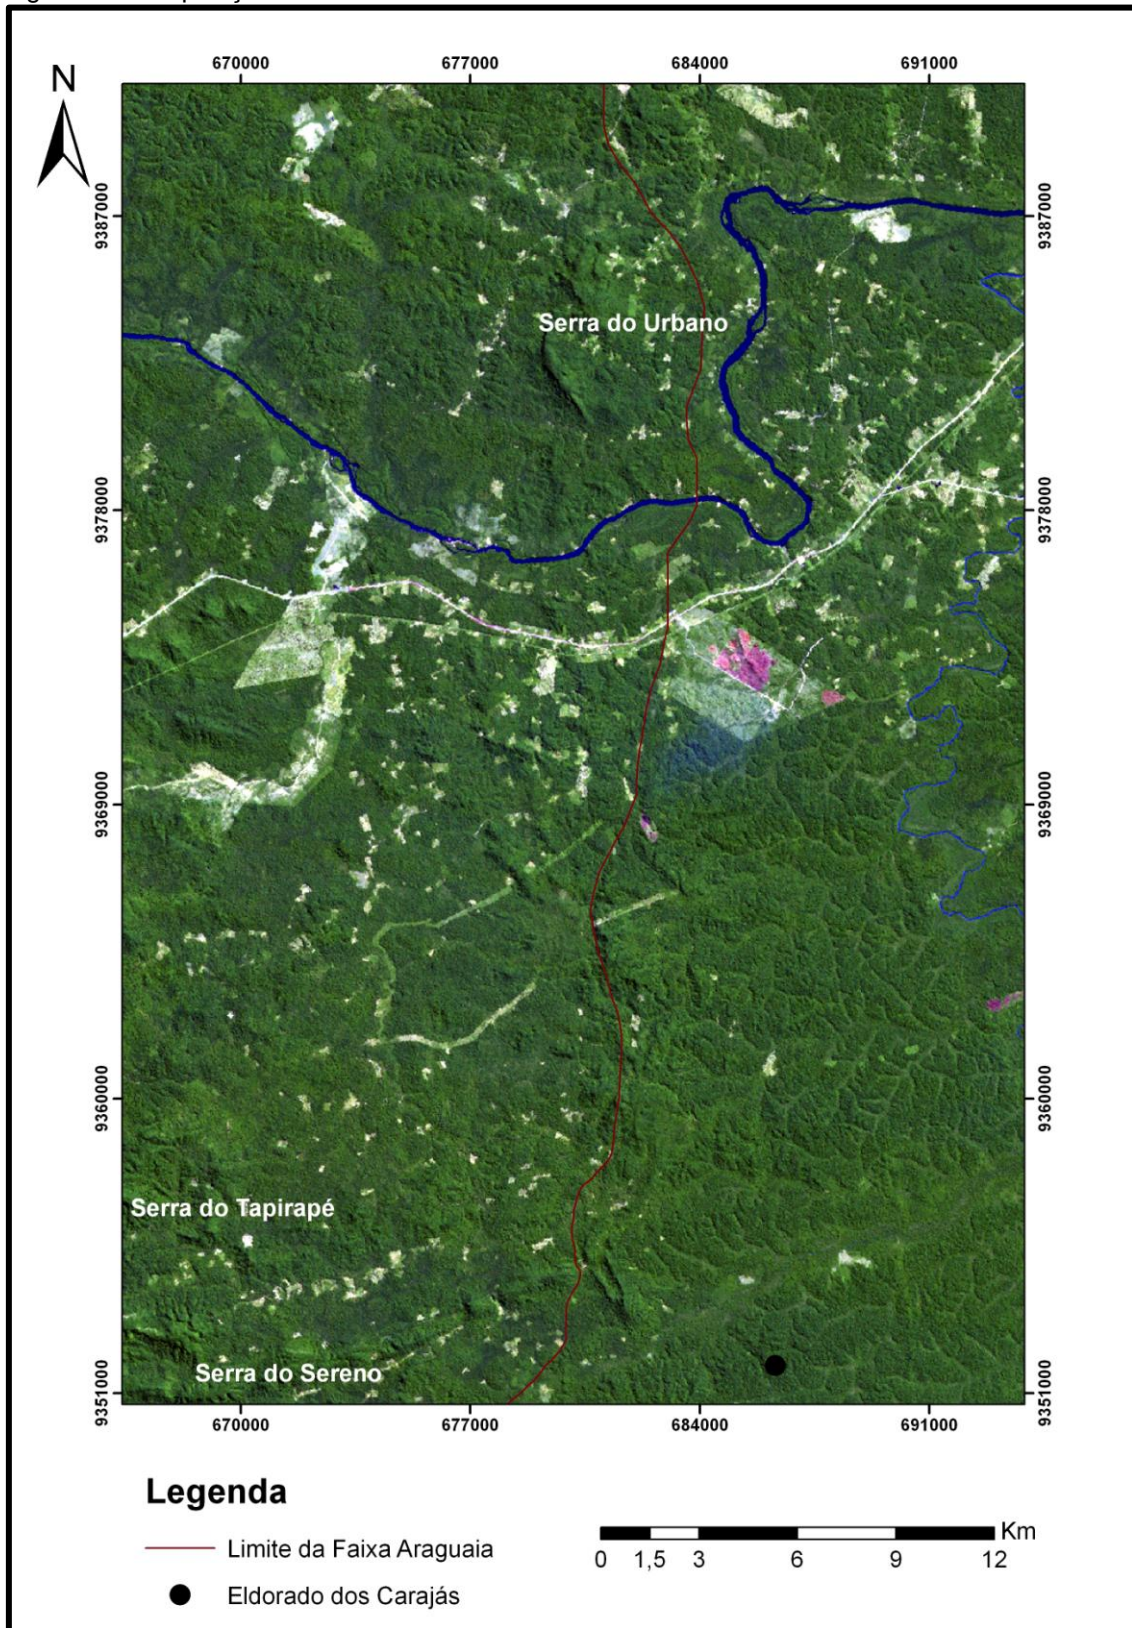 N
670000 677000 684000 691000
9387000 9387000
Serra do Urbano
9378000 9378000
9369000 9369000
9360000 9360000
Serra do Tapirapé
Serra do Sereno
9351000 9351000
670000 677000 684000 691000
Legenda
Limite da Faixa Araguaia
Eldorado dos Carajás
Km
0 1,5 3 6 9 12